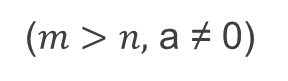 (m > n, a ≠ 0)